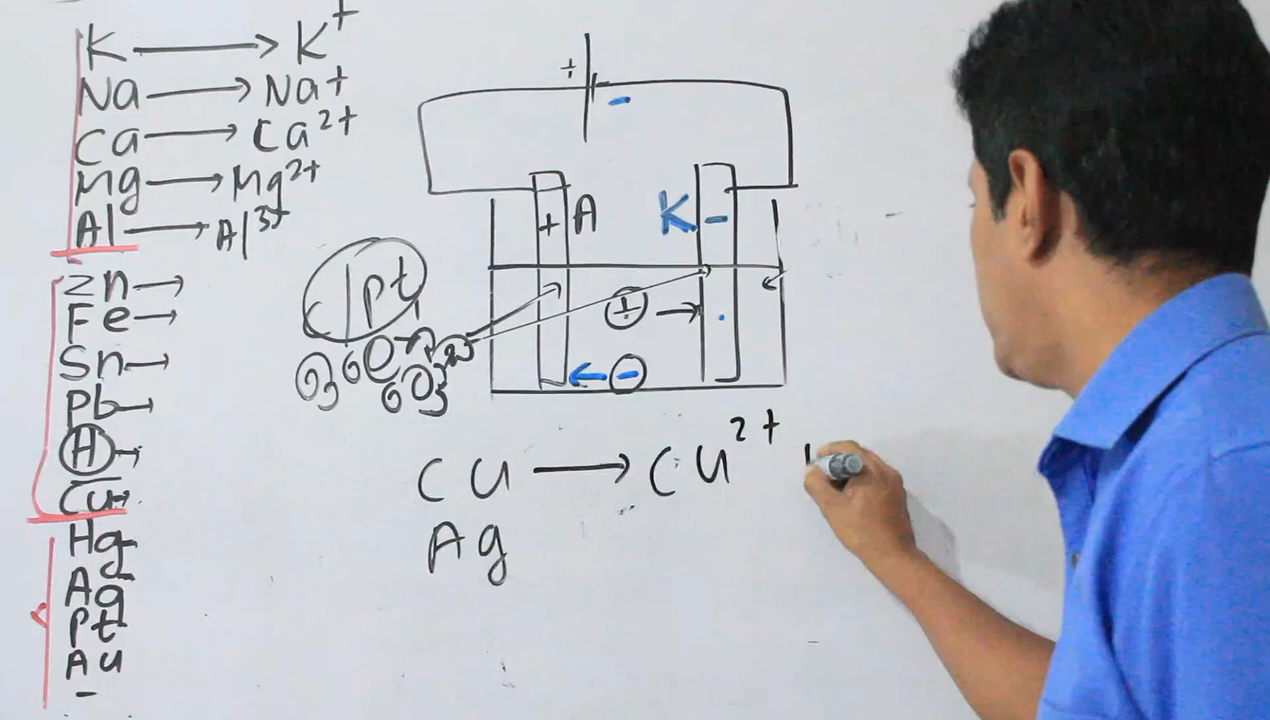 K ⟶ K⁺
Na ⟶ Na⁺
Ca ⟶ Ca²⁺
Mg ⟶ Mg²⁺
Al ⟶ Al³⁺
Zn →
Fe →
Sn →
Pb →
H →
Cu →
Hg
Ag
Pt
Au
+
-
+ A
K -
C | Pt
+ →
← -
Cu ⟶ Cu²⁺
Ag